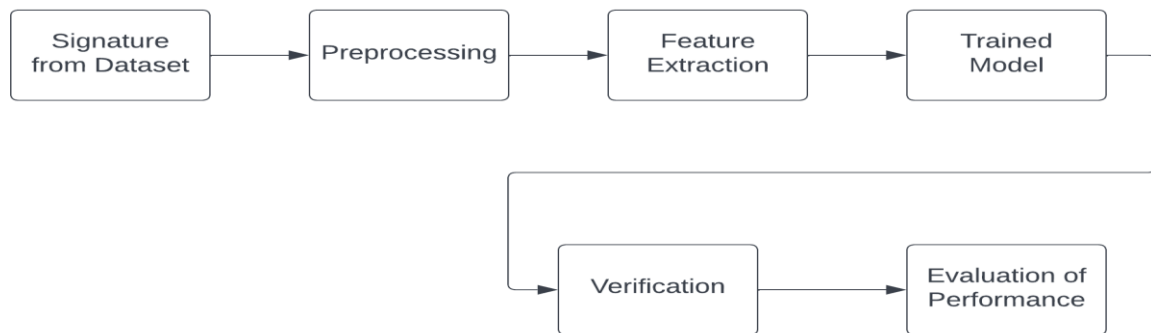 Signature
from Dataset
Preprocessing
Feature
Extraction
Trained
Model
Verification
Evaluation of
Performance